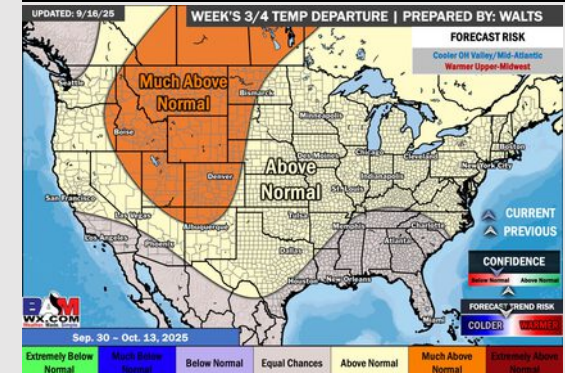 UPDATED: 9/16/25
WEEK'S 3/4 TEMP DEPARTURE | PREPARED BY: WALTS
FORECAST RISK
Cooler OH Valley/Mid-Atlantic
Warmer Upper-Midwest
Seattle
Much Above
Normal
Bismarck
Minneapolis
Boise
Boston
Des Moines
Chicago
Cleveland
New York City
Above
Normal
Indianapolis
Denver
St. Louis
San Francisco
Las Vegas
Albuquerque
Tulsa
Memphis
Charlotte
CURRENT
PREVIOUS
Los Angeles
Phoenix
Atlanta
Dallas
CONFIDENCE
Below Normal
Above Normal
Houston
New Orleans
BAM
WX.COM
Weather Made Simple
FORECAST TREND RISK
COLDER
WARMER
Miami
Sep. 30 – Oct. 13, 2025
Extremely Below
Normal
Much Below
Normal
Below Normal
Equal Chances
Above Normal
Much Above
Normal
Extremely Above
Normal